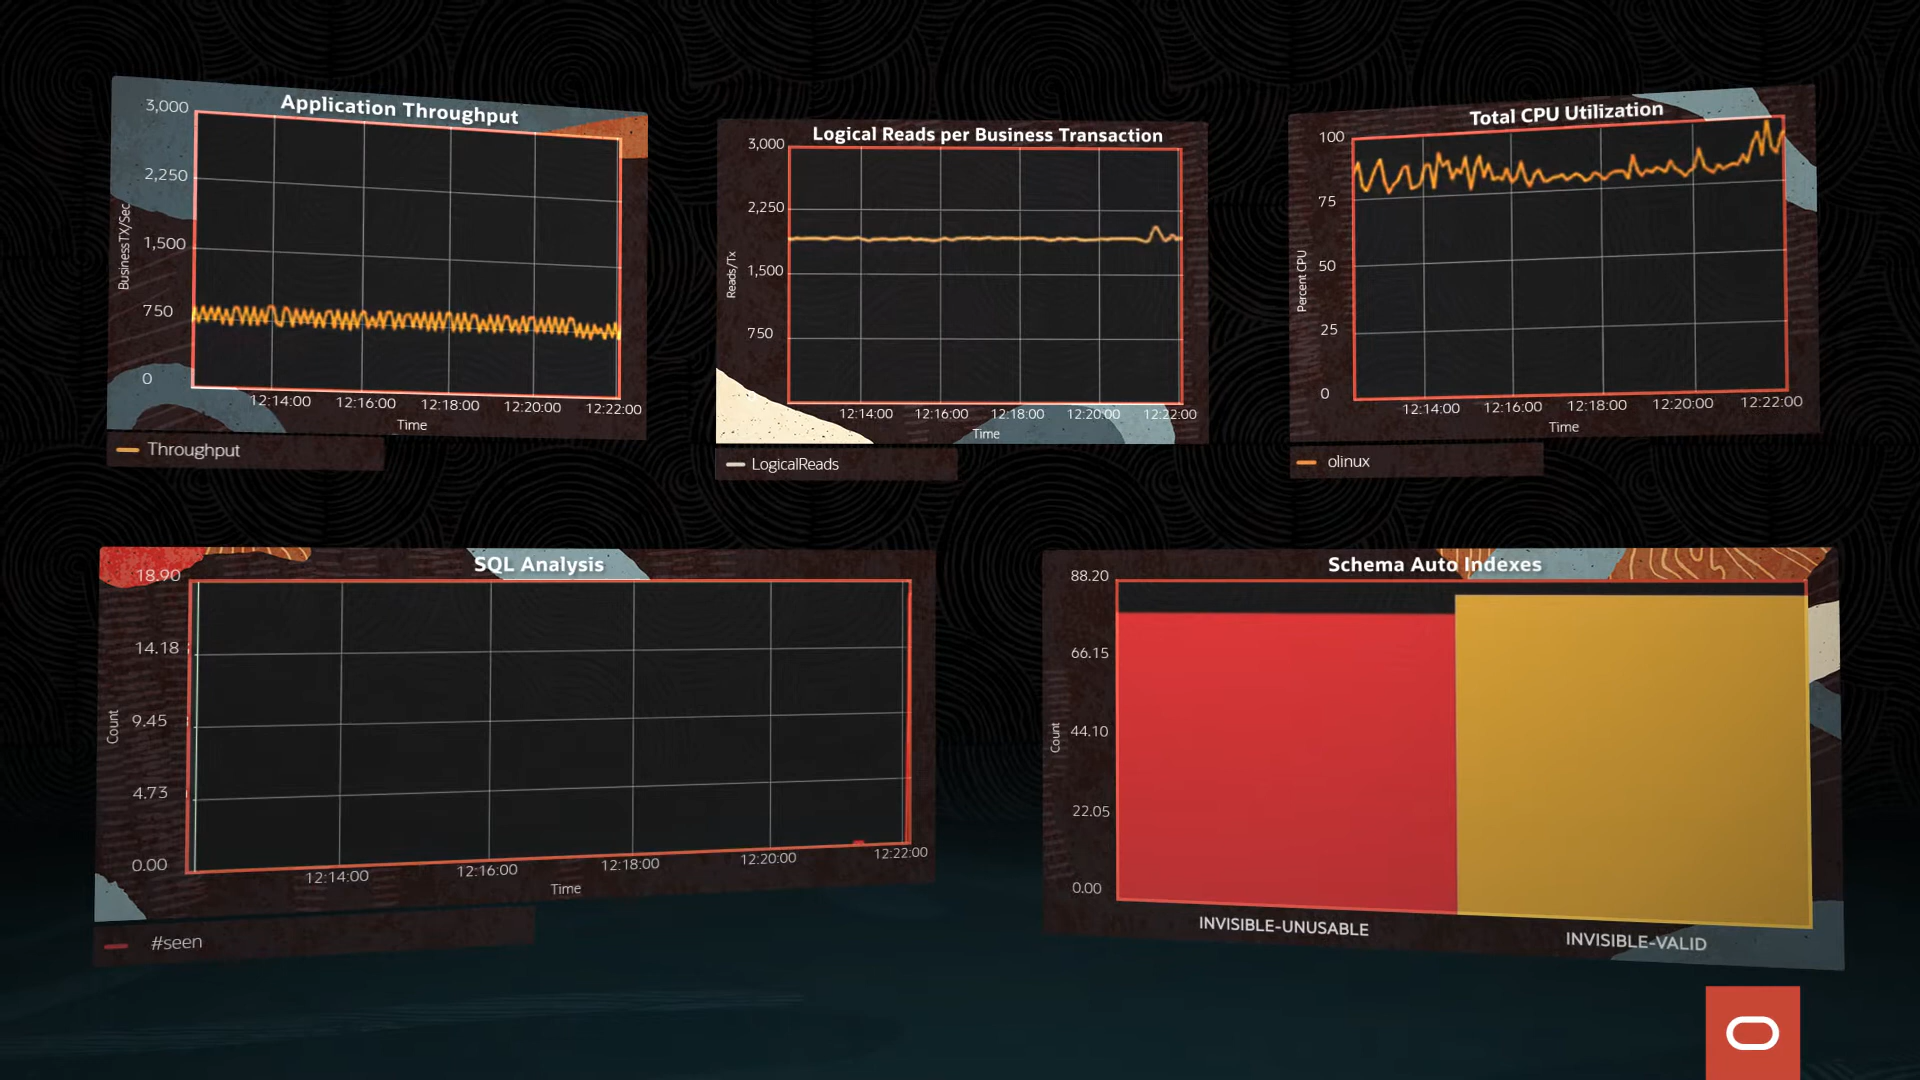 Application Throughput
3,000
2,250
1,500
750
0
BusinessTX/Sec
12:14:00 12:16:00 12:18:00 12:20:00 12:22:00
Time
Throughput
Logical Reads per Business Transaction
3,000
2,250
1,500
750
Reads/Tx
12:14:00 12:16:00 12:18:00 12:20:00 12:22:00
Time
LogicalReads
Total CPU Utilization
100
75
50
25
0
Percent CPU
12:14:00 12:16:00 12:18:00 12:20:00 12:22:00
Time
olinux
SQL Analysis
18.90
14.18
9.45
4.73
0.00
Count
12:14:00 12:16:00 12:18:00 12:20:00 12:22:00
Time
#seen
Schema Auto Indexes
88.20
66.15
44.10
22.05
0.00
Count
INVISIBLE-UNUSABLE INVISIBLE-VALID